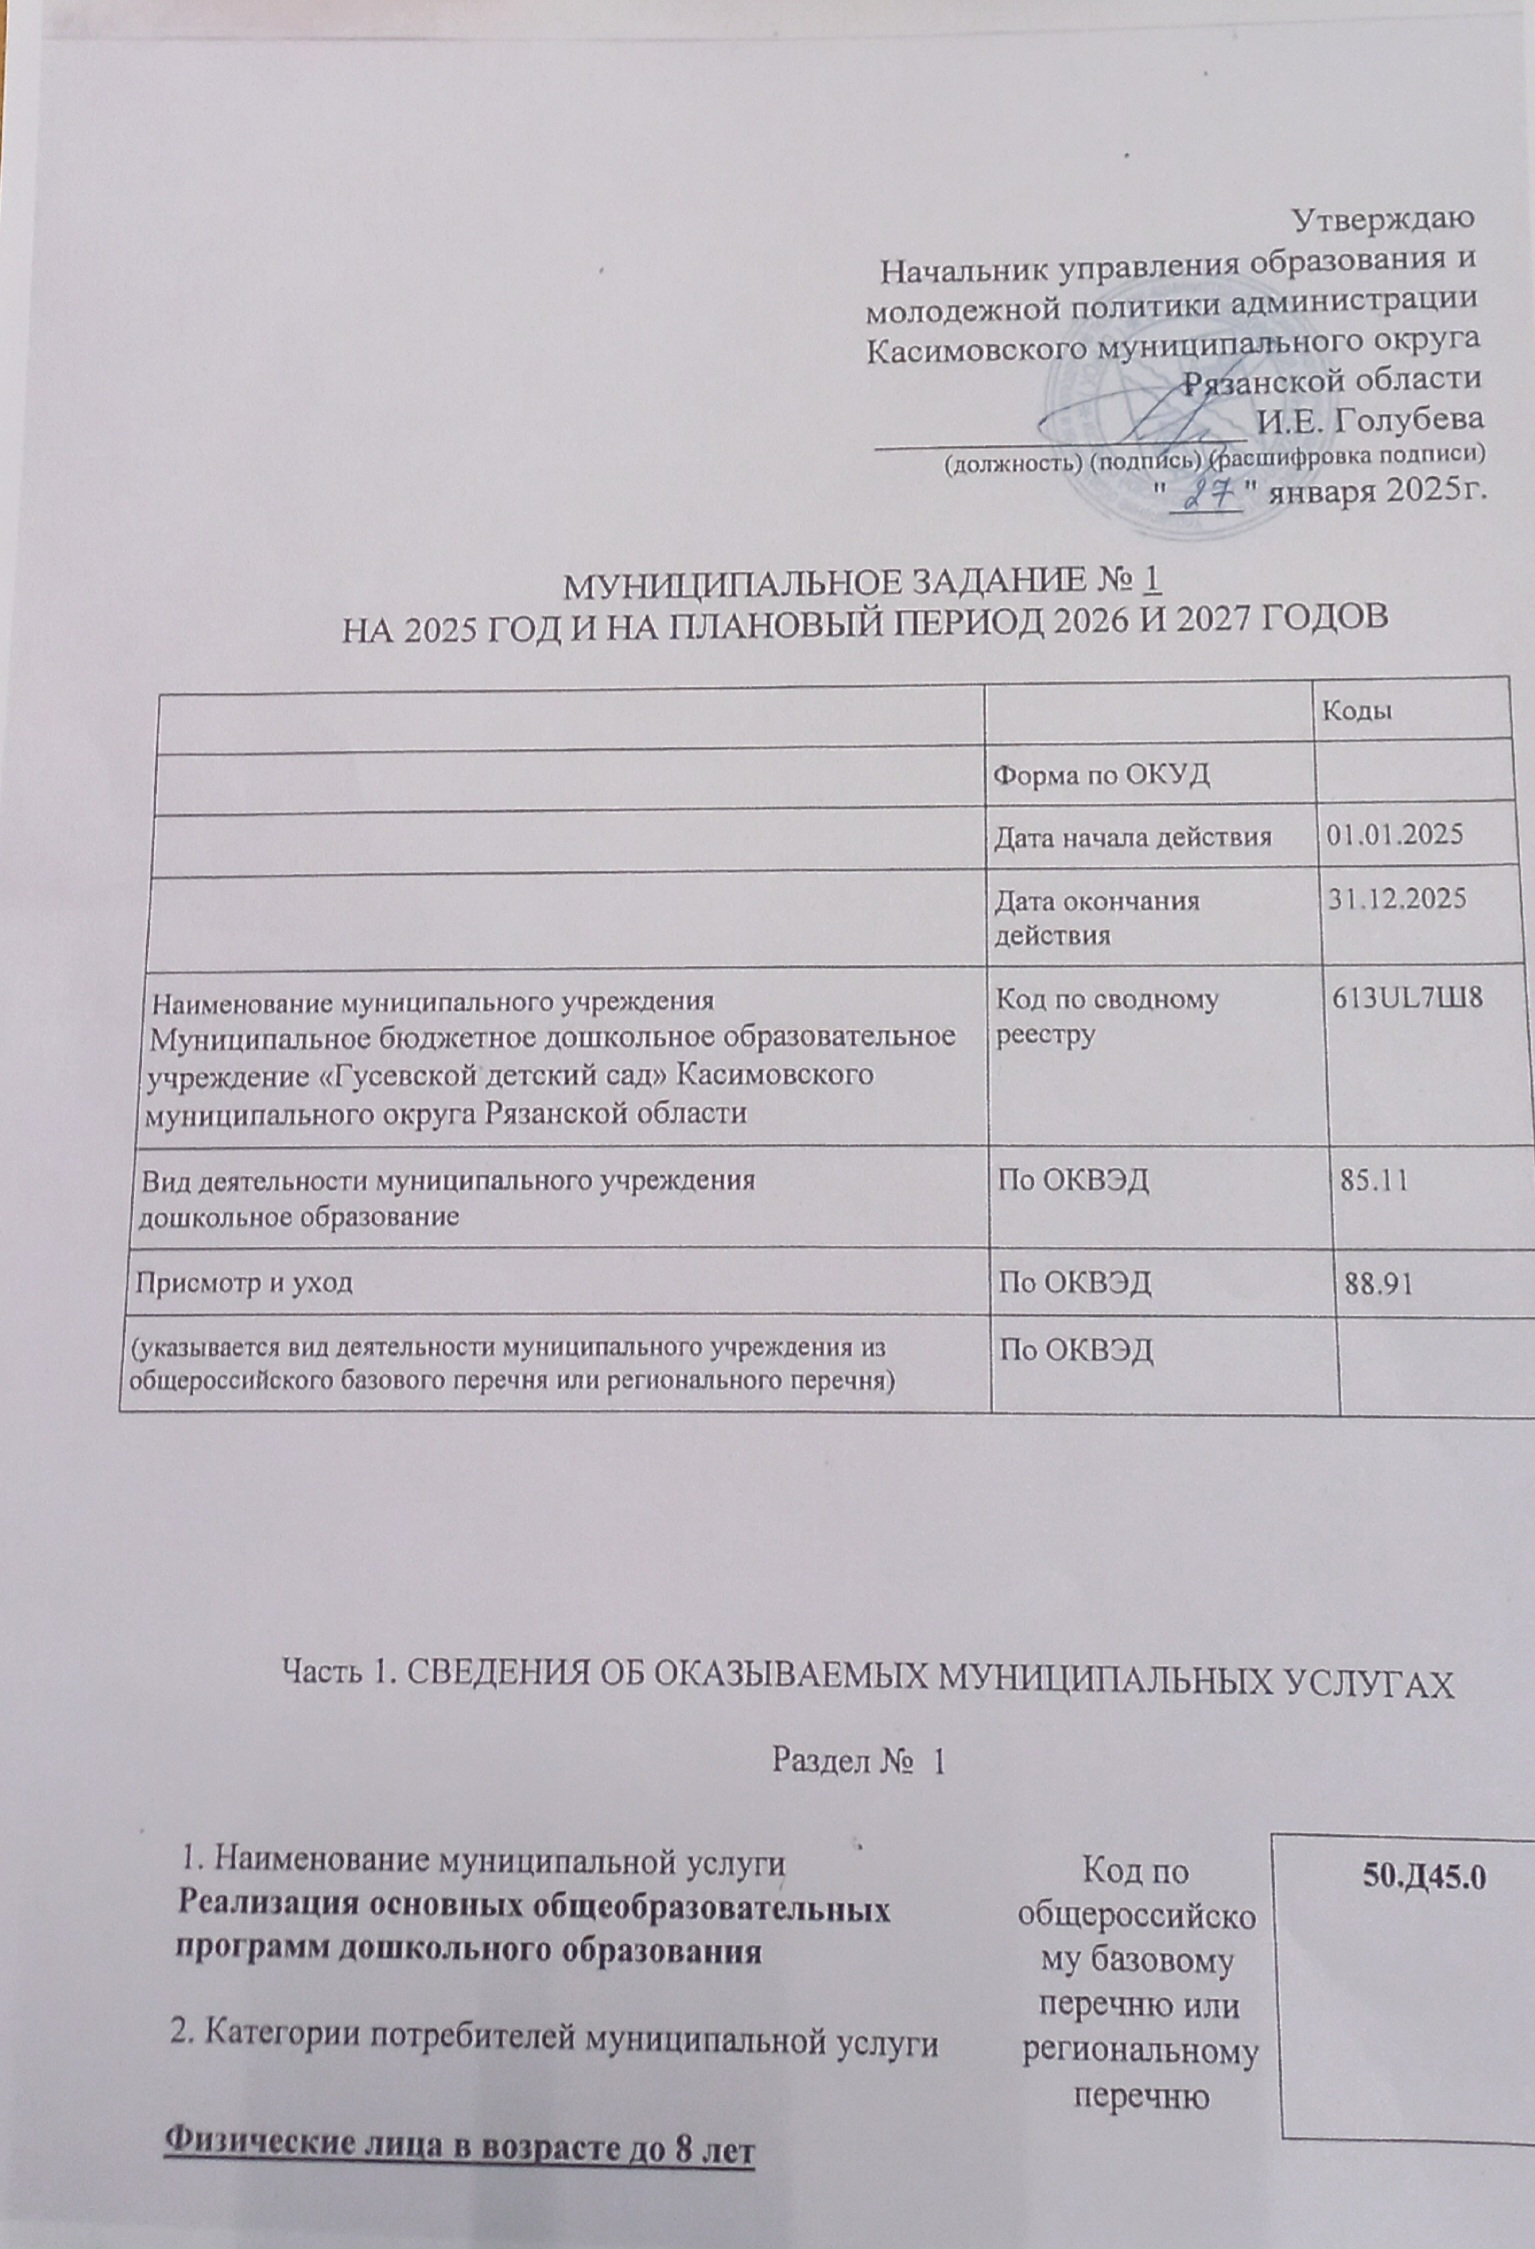 Утверждаю
Начальник управления образования и
молодежной политики администрации
Касимовского муниципального округа
Рязанской области
И.Е. Голубева
(должность) (подпись) (расшифровка подписи)
" 27 " января 2025г.
МУНИЦИПАЛЬНОЕ ЗАДАНИЕ № 1
НА 2025 ГОД И НА ПЛАНОВЫЙ ПЕРИОД 2026 И 2027 ГОДОВ
Коды
Форма по ОКУД
Дата начала действия 01.01.2025
Дата окончания 31.12.2025
действия
Наименование муниципального учреждения Код по сводному 613UL7Ш8
Муниципальное бюджетное дошкольное образовательное реестру
учреждение «Гусевской детский сад» Касимовского
муниципального округа Рязанской области
Вид деятельности муниципального учреждения По ОКВЭД 85.11
дошкольное образование
Присмотр и уход По ОКВЭД 88.91
(указывается вид деятельности муниципального учреждения из По ОКВЭД
общероссийского базового перечня или регионального перечня)
Часть 1. СВЕДЕНИЯ ОБ ОКАЗЫВАЕМЫХ МУНИЦИПАЛЬНЫХ УСЛУГАХ
Раздел № 1
1. Наименование муниципальной услуги
Реализация основных общеобразовательных
программ дошкольного образования
2. Категории потребителей муниципальной услуги
Физические лица в возрасте до 8 лет
Код по
общероссийско
му базовому
перечню или
региональному
перечню
50.Д45.0